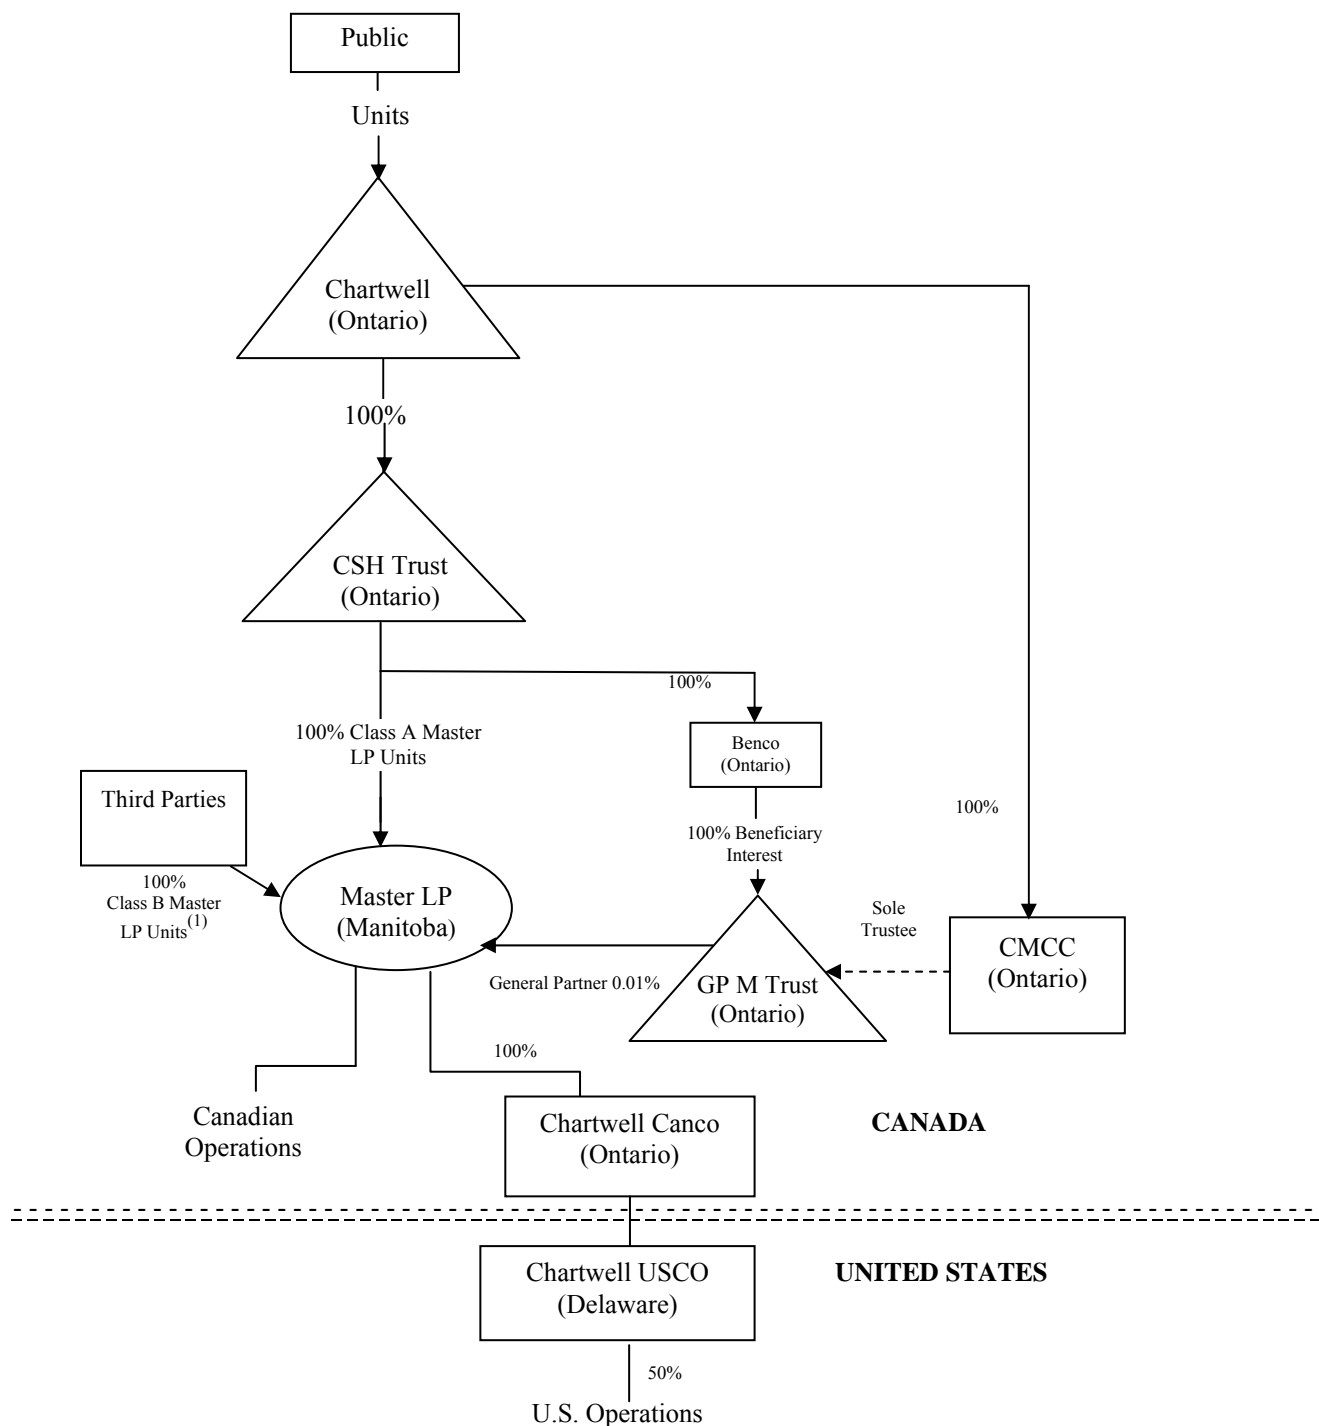 Public
Units
Chartwell
(Ontario)
100%
CSH Trust
(Ontario)
100%
100% Class A Master
LP Units
Benco
(Ontario)
Third Parties
100%
100% Beneficiary
Interest
100%
Class B Master
LP Units(1)
Master LP
(Manitoba)
Sole
Trustee
CMCC
(Ontario)
General Partner 0.01%
GP M Trust
(Ontario)
100%
Canadian
Operations
Chartwell Canco
(Ontario)
CANADA
Chartwell USCO
(Delaware)
UNITED STATES
50%
U.S. Operations